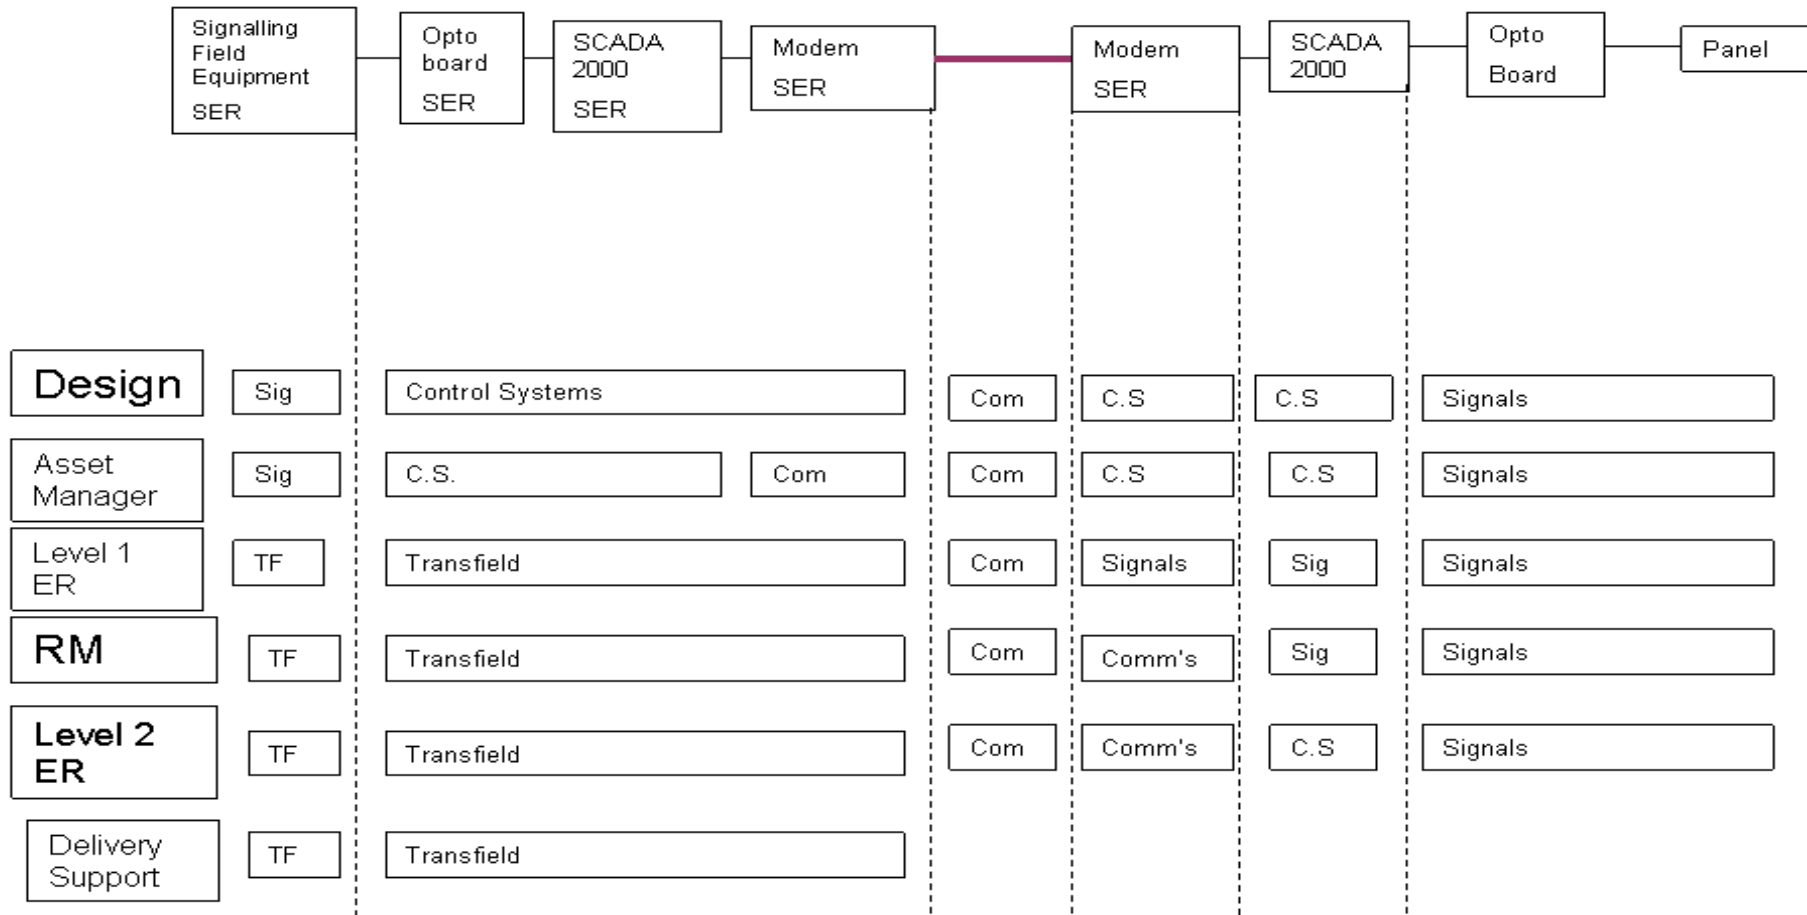 Signalling
Field
Equipment
SER
Opto
board
SER
SCADA
2000
SER
Modem
SER
Modem
SER
SCADA
2000
Opto
Board
Panel
Design
Sig
Control Systems
Com
C.S
C.S
Signals
Asset
Manager
Sig
C.S.
Com
Com
C.S
C.S
Signals
Level 1
ER
TF
Transfield
Com
Signals
Sig
Signals
RM
TF
Transfield
Com
Comm's
Sig
Signals
Level 2
ER
TF
Transfield
Com
Comm's
C.S
Signals
Delivery
Support
TF
Transfield